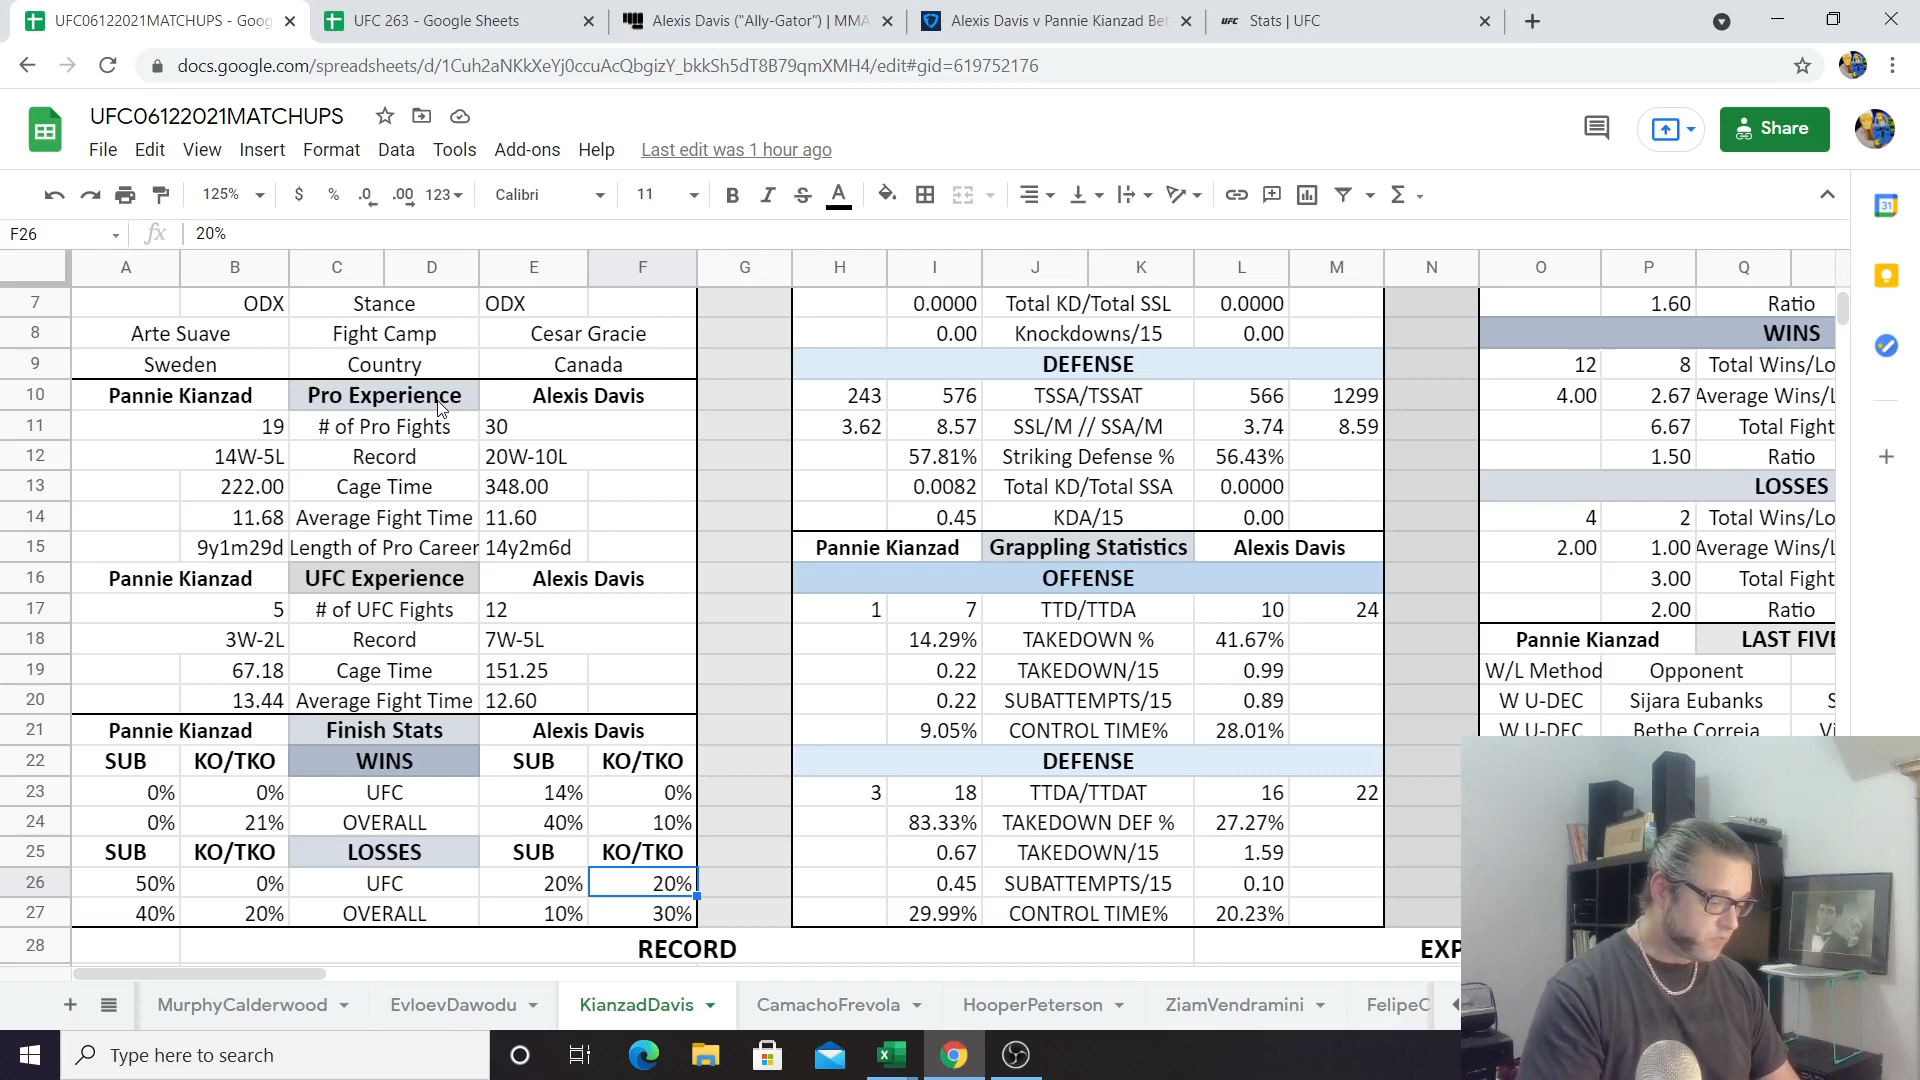 UFC06122021MATCHUPS - Goog
UFC 263 - Google Sheets
Alexis Davis ("Ally-Gator") | MMA
Alexis Davis v Pannie Kianzad Bet
Stats | UFC
docs.google.com/spreadsheets/d/1Cuh2aNKkXeYj0ccuAcQbgizY_bkkSh5dT8B79qmXMH4/edit#gid=619752176
UFC06122021MATCHUPS
File Edit View Insert Format Data Tools Add-ons Help Last edit was 1 hour ago
Share
125% $ % .0 .00 123 Calibri 11 B I S A
31
F26 fx 20%
A B C D E F G H I J K L M N O P Q
7 ODX Stance ODX 0.0000 Total KD/Total SSL 0.0000 1.60 Ratio
8 Arte Suave Fight Camp Cesar Gracie 0.00 Knockdowns/15 0.00 WINS
9 Sweden Country Canada DEFENSE 12 8 Total Wins/Lo
10 Pannie Kianzad Pro Experience Alexis Davis 243 576 TSSA/TSSAT 566 1299 4.00 2.67 Average Wins/L
11 19 # of Pro Fights 30 3.62 8.57 SSL/M // SSA/M 3.74 8.59 6.67 Total Fight
12 14W-5L Record 20W-10L 57.81% Striking Defense % 56.43% 1.50 Ratio
13 222.00 Cage Time 348.00 0.0082 Total KD/Total SSA 0.0000 LOSSES
14 11.68 Average Fight Time 11.60 0.45 KDA/15 0.00 4 2 Total Wins/Lo
15 9y1m29d Length of Pro Career 14y2m6d Pannie Kianzad Grappling Statistics Alexis Davis 2.00 1.00 Average Wins/L
16 Pannie Kianzad UFC Experience Alexis Davis OFFENSE 3.00 Total Fight
17 5 # of UFC Fights 12 1 7 TTD/TTDA 10 24 2.00 Ratio
18 3W-2L Record 7W-5L 14.29% TAKEDOWN % 41.67% Pannie Kianzad LAST FIVE
19 67.18 Cage Time 151.25 0.22 TAKEDOWN/15 0.99 W/L Method Opponent
20 13.44 Average Fight Time 12.60 0.22 SUBATTEMPTS/15 0.89 W U-DEC Sijara Eubanks S
21 Pannie Kianzad Finish Stats Alexis Davis 9.05% CONTROL TIME% 28.01% W U-DEC Bethe Correia Vi
22 SUB KO/TKO WINS SUB KO/TKO DEFENSE
23 0% 0% UFC 14% 0% 3 18 TTDA/TTDAT 16 22
24 0% 21% OVERALL 40% 10% 83.33% TAKEDOWN DEF % 27.27%
25 SUB KO/TKO LOSSES SUB KO/TKO 0.67 TAKEDOWN/15 1.59
26 50% 0% UFC 20% 20% 0.45 SUBATTEMPTS/15 0.10
27 40% 20% OVERALL 10% 30% 29.99% CONTROL TIME% 20.23%
28 RECORD EXP
MurphyCalderwood EvloevDawodu KianzadDavis CamachoFrevola HooperPeterson ZiamVendramini FelipeC
Type here to search